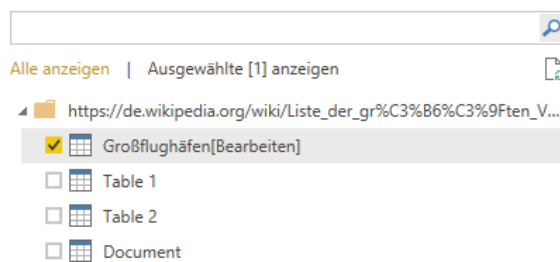 Alle anzeigen | Ausgewählte [1] anzeigen
https://de.wikipedia.org/wiki/Liste_der_gr%C3%B6%C3%9Ften_V...
Großflughäfen[Bearbeiten]
Table 1
Table 2
Document